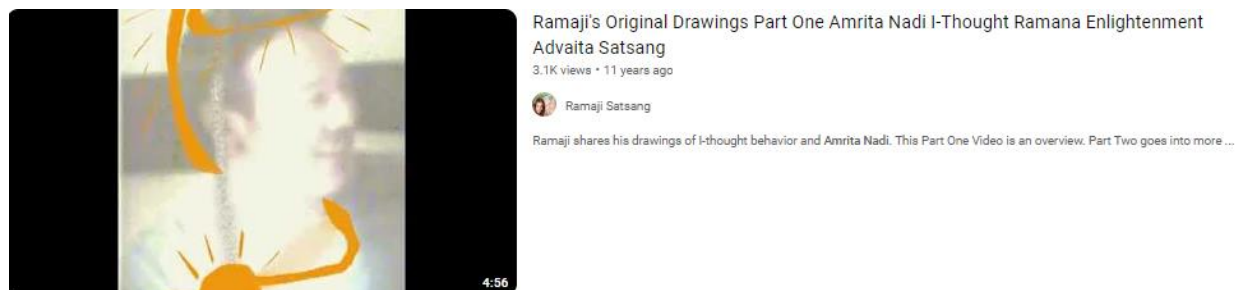 Ramaji's Original Drawings Part One Amrita Nadi I-Thought Ramana Enlightenment
Advaita Satsang
3.1K views • 11 years ago
Ramaji Satsang
Ramaji shares his drawings of I-thought behavior and Amrita Nadi. This Part One Video is an overview. Part Two goes into more ...
4:56